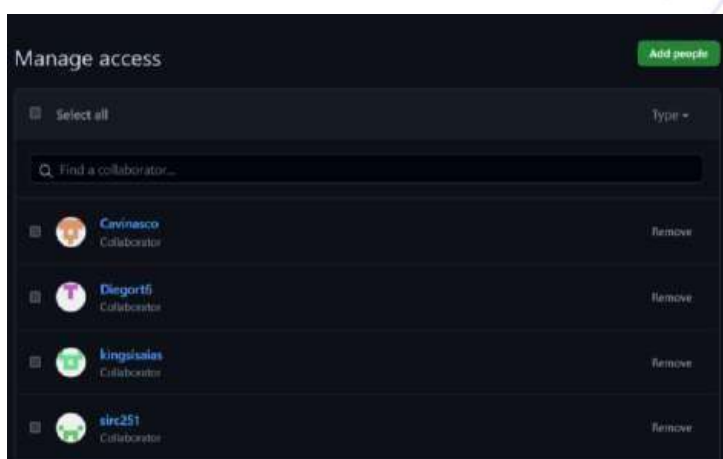 Manage access
Add people
Select all
Type
Find a collaborator...
Cavinasco
Collaborator
Remove
Diegort6
Collaborator
Remove
kingsisaias
Collaborator
Remove
sirc251
Collaborator
Remove